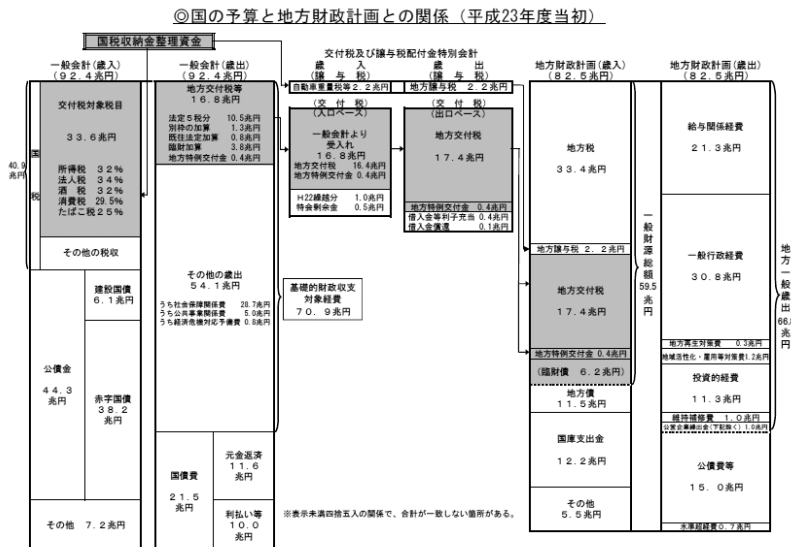 ◎国の予算と地方財政計画との関係（平成23年度当初）
国税収納金整理資金
一般会計（歳入）
（９２.４兆円）
国税
40.9兆円
交付税対象税目
３３.６兆円
所得税　３２％
法人税　３４％
酒　税　３２％
消費税　29.5％
たばこ税２５％
その他の税収
公債金
４４.３兆円
建設国債
６.１兆円
赤字国債
３８.２兆円
その他　７.２兆円
一般会計（歳出）
（９２.４兆円）
地方交付税等
１６.８兆円
法定５税分　10.5兆円
別枠の加算　1.3兆円
既往法定加算　0.8兆円
臨財加算　3.8兆円
地方特例交付金　0.4兆円
その他の歳出
５４.１兆円
うち社会保障関係費　28.7兆円
うち公共事業関係費　5.0兆円
うち経済危機対応予備費　0.8兆円
国債費
２１.５兆円
元金返済
１１.６兆円
利払い等
１０.０兆円
基礎的財政収支対象経費
７０.９兆円
交付税及び譲与税配付金特別会計
歳　入
（譲与税）
自動車重量税等２.２兆円
（交　付　税）
（入口ベース）
一般会計より受入れ
１６.８兆円
地方交付税　16.4兆円
地方特例交付金　0.4兆円
H22繰越分　1.0兆円
特会剰余金　0.5兆円
歳　出
（譲与税）
地方譲与税　２.２兆円
（交　付　税）
（出口ベース）
地方交付税
１７.４兆円
地方特例交付金　0.4兆円
借入金等利子充当　0.4兆円
借入金償還　0.1兆円
地方財政計画（歳入）
（８２.５兆円）
地方税
３３.４兆円
地方譲与税　２.２兆円
地方交付税
１７.４兆円
地方特例交付金　0.4兆円
（臨財債　６.２兆円）
地方債
１１.５兆円
国庫支出金
１２.２兆円
その他
５.５兆円
一般財源総額
59.5兆円
地方財政計画（歳出）
（８２.５兆円）
給与関係経費
２１.３兆円
一般行政経費
３０.８兆円
地方再生対策費　0.3兆円
地域活性化・雇用等対策費1.2兆円
投資的経費
１１.３兆円
維持補修費　１.０兆円
公営企業繰出金（下記除く）1.0兆円
公債費等
１５.０兆円
水準超経費０.７兆円
地方一般歳出
兆円
※表示未満四捨五入の関係で、合計が一致しない箇所がある。